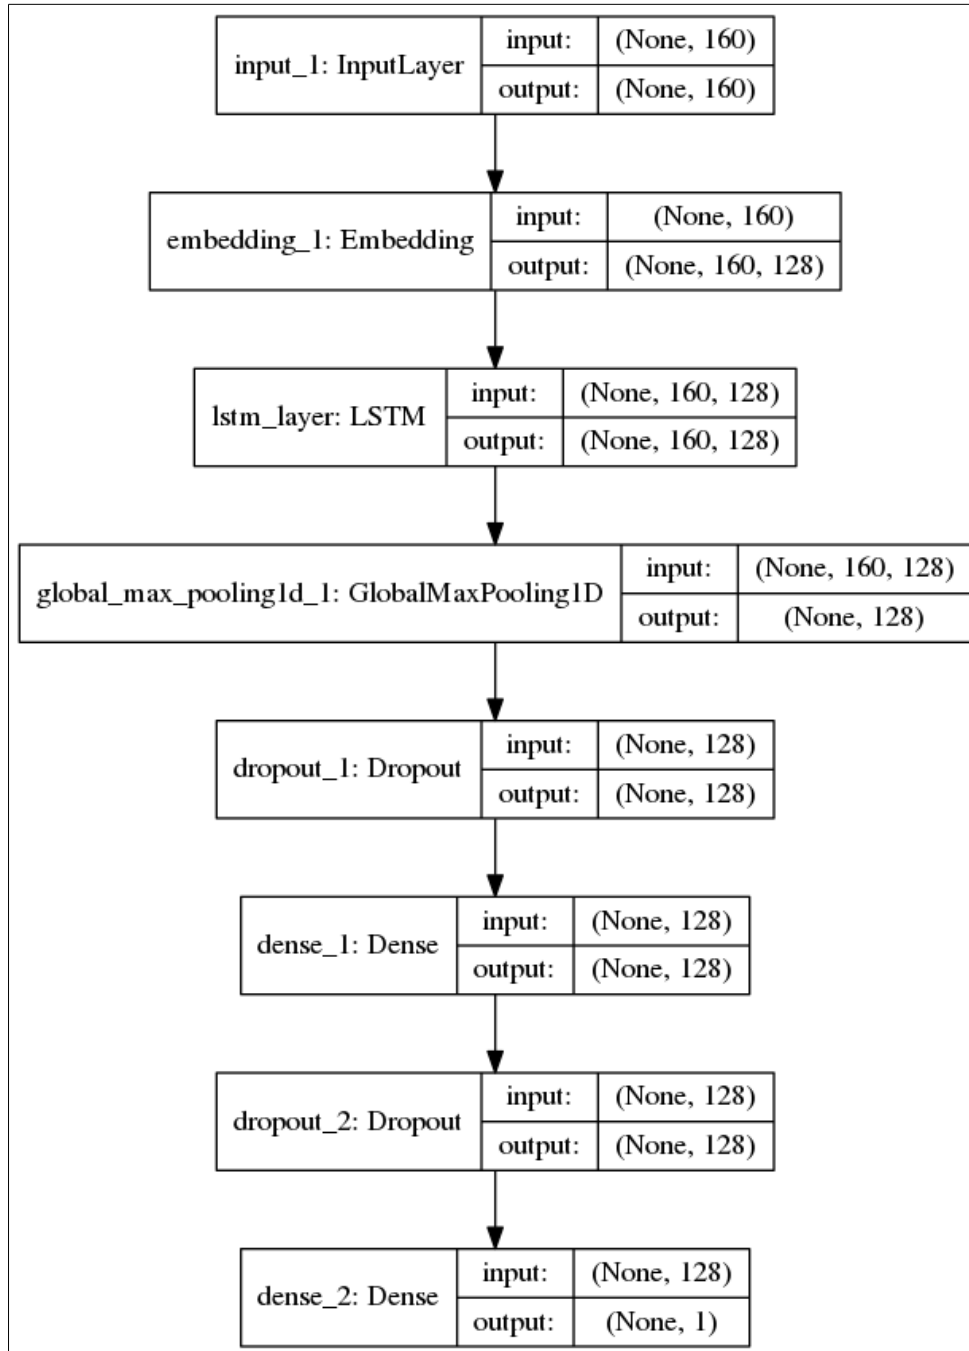 input_1: InputLayer
input: (None, 160)
output: (None, 160)
embedding_1: Embedding
input: (None, 160)
output: (None, 160, 128)
lstm_layer: LSTM
input: (None, 160, 128)
output: (None, 160, 128)
global_max_pooling1d_1: GlobalMaxPooling1D
input: (None, 160, 128)
output: (None, 128)
dropout_1: Dropout
input: (None, 128)
output: (None, 128)
dense_1: Dense
input: (None, 128)
output: (None, 128)
dropout_2: Dropout
input: (None, 128)
output: (None, 128)
dense_2: Dense
input: (None, 128)
output: (None, 1)